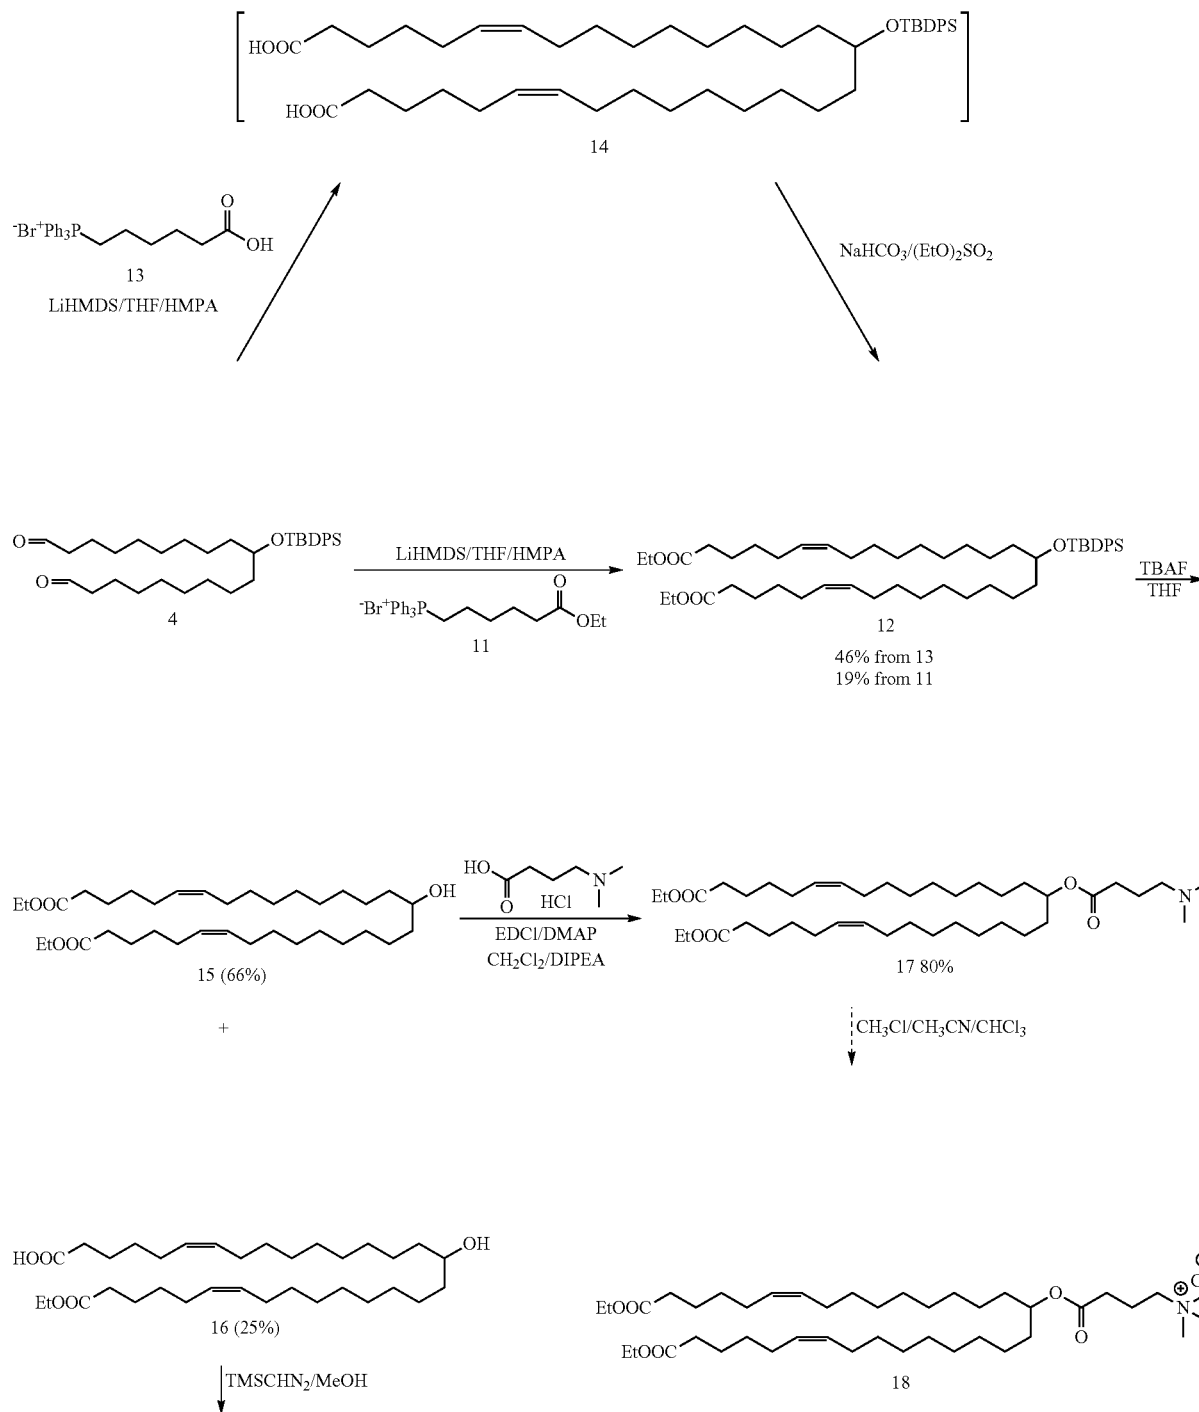 HOOC
OTBDPS
HOOC
14
⁻Br⁺Ph₃P
O
OH
13
LiHMDS/THF/HMPA
NaHCO₃/(EtO)₂SO₂
O
OTBDPS
O
4
LiHMDS/THF/HMPA
⁻Br⁺Ph₃P
O
OEt
11
EtOOC
OTBDPS
EtOOC
12
46% from 13
19% from 11
TBAF
THF
EtOOC
OH
EtOOC
15 (66%)
+
HO
O
HCl
N
EDCl/DMAP
CH₂Cl₂/DIPEA
EtOOC
O
O
N
EtOOC
17 80%
CH₃Cl/CH₃CN/CHCl₃
HOOC
OH
EtOOC
16 (25%)
TMSCHN₂/MeOH
EtOOC
O
O
N
⊕
EtOOC
18